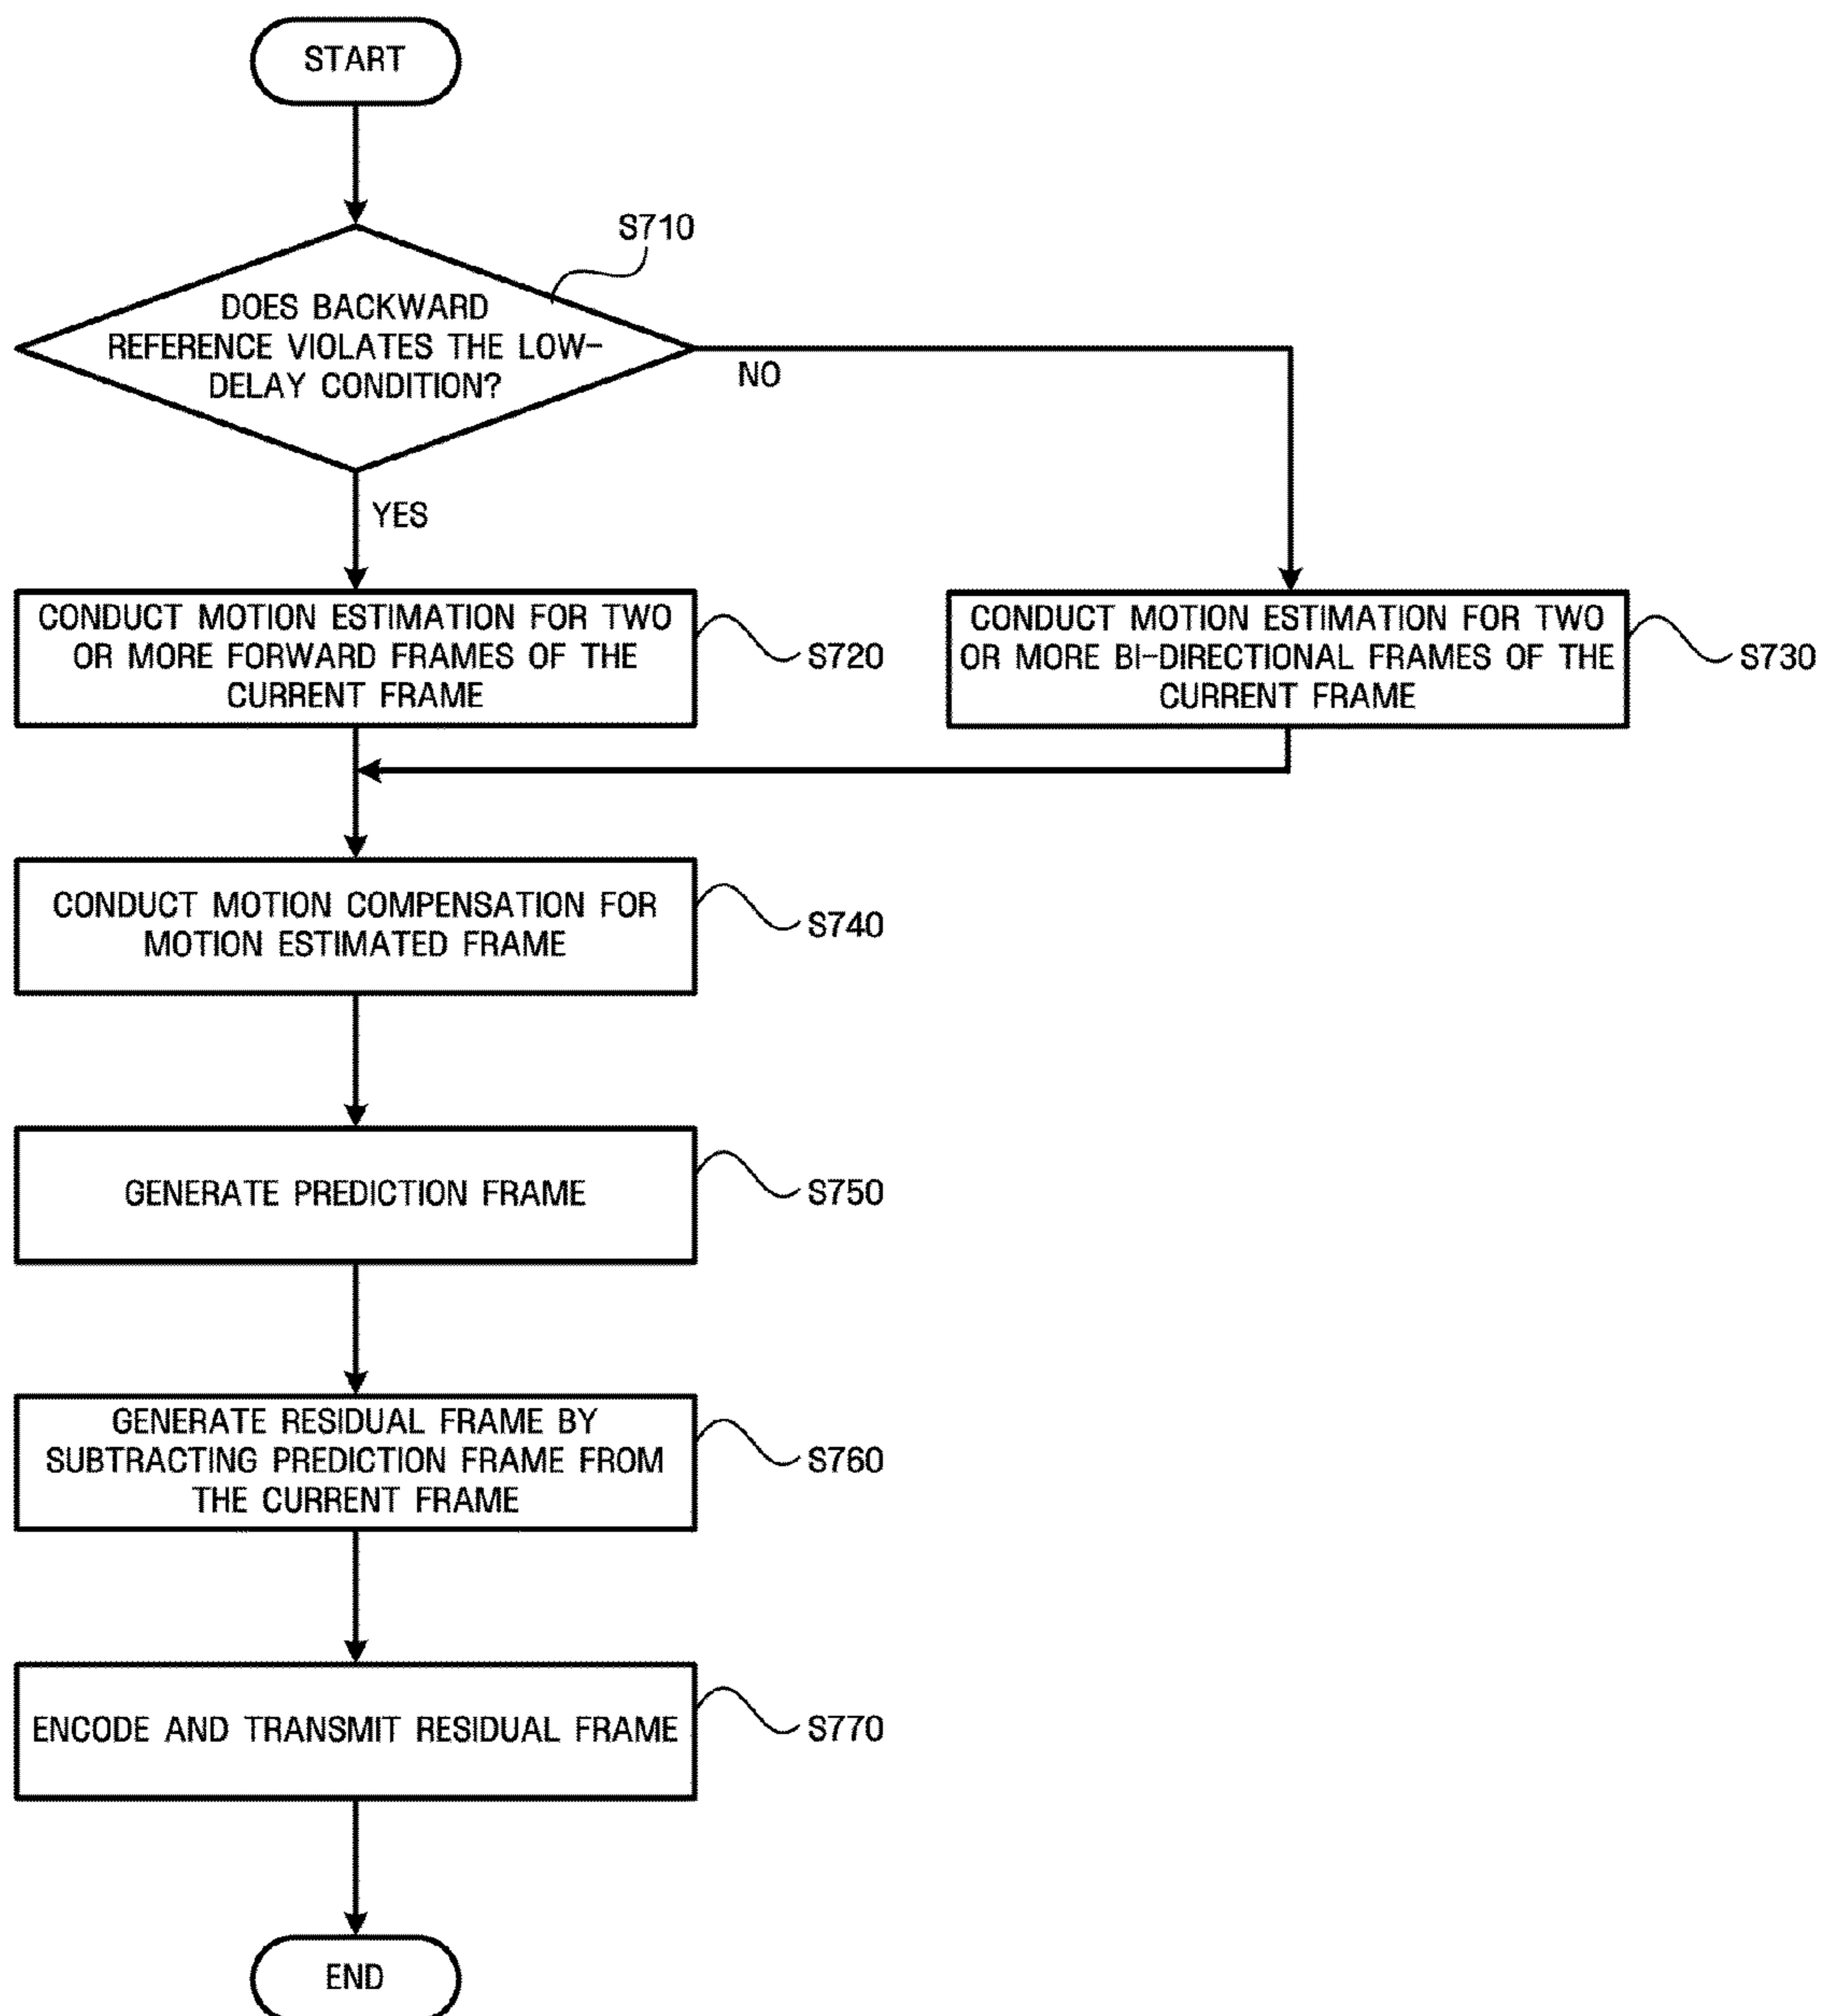 START
S710
DOES BACKWARD
REFERENCE VIOLATES THE LOW-
DELAY CONDITION?
NO
YES
CONDUCT MOTION ESTIMATION FOR TWO
OR MORE FORWARD FRAMES OF THE
CURRENT FRAME
S720
CONDUCT MOTION ESTIMATION FOR TWO
OR MORE BI-DIRECTIONAL FRAMES OF THE
CURRENT FRAME
S730
CONDUCT MOTION COMPENSATION FOR
MOTION ESTIMATED FRAME
S740
GENERATE PREDICTION FRAME
S750
GENERATE RESIDUAL FRAME BY
SUBTRACTING PREDICTION FRAME FROM
THE CURRENT FRAME
S760
ENCODE AND TRANSMIT RESIDUAL FRAME
S770
END